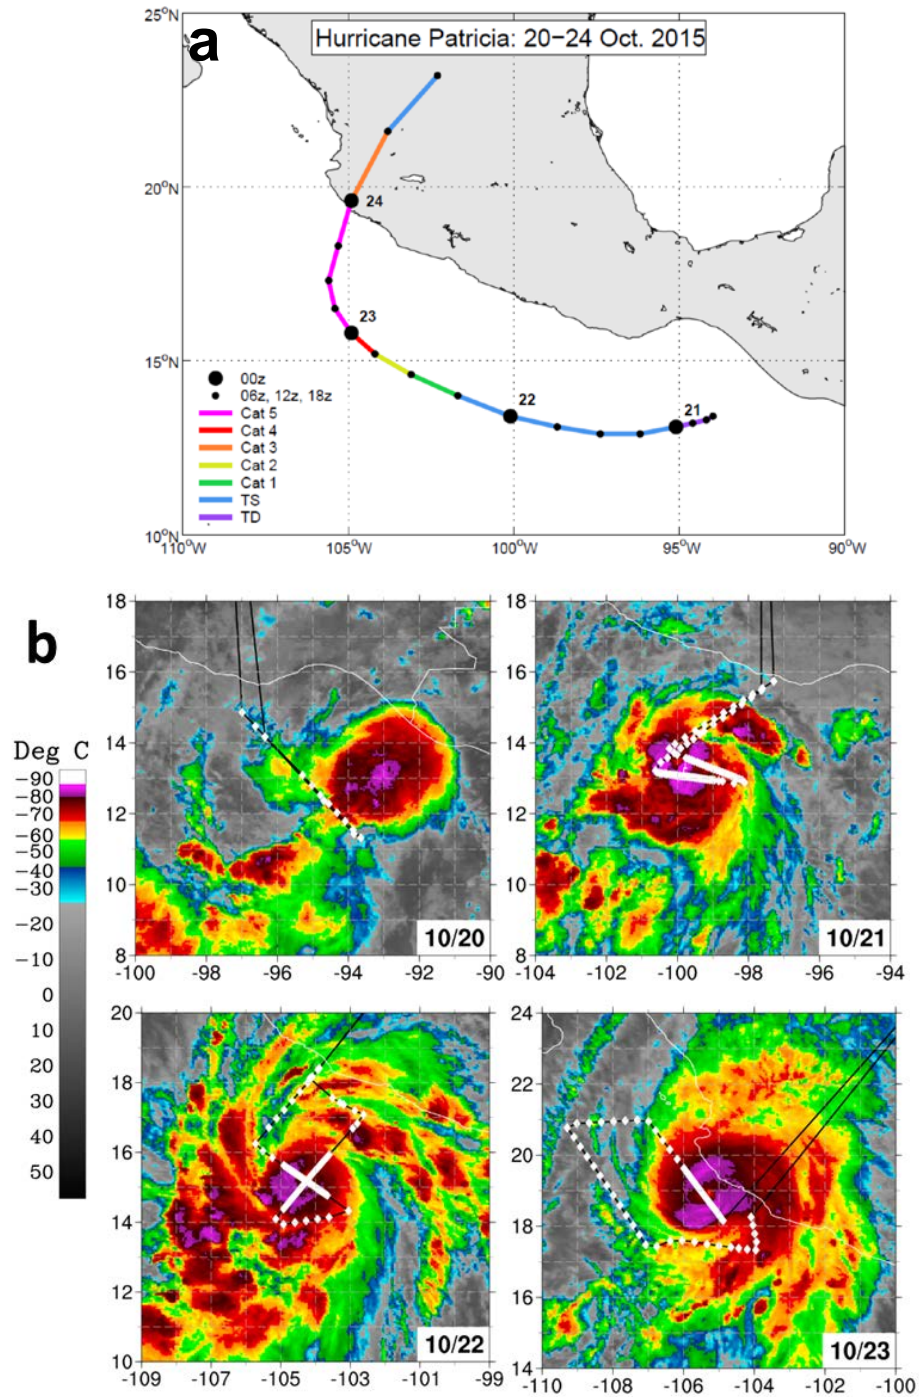 a
Hurricane Patricia: 20−24 Oct. 2015
25°N
20°N
15°N
10°N
110°W
105°W
100°W
95°W
90°W
24
23
22
21
00z
06z, 12z, 18z
Cat 5
Cat 4
Cat 3
Cat 2
Cat 1
TS
TD
b
Deg C
−90
−80
−70
−60
−50
−40
−30
−20
−10
0
10
20
30
40
50
18
16
14
12
10
8
-100 -98 -96 -94 -92 -90
10/20
18
16
14
12
10
8
-104 -102 -100 -98 -96 -94
10/21
20
18
16
14
12
10
-109 -107 -105 -103 -101 -99
10/22
24
22
20
18
16
14
-110 -108 -106 -104 -102 -100
10/23